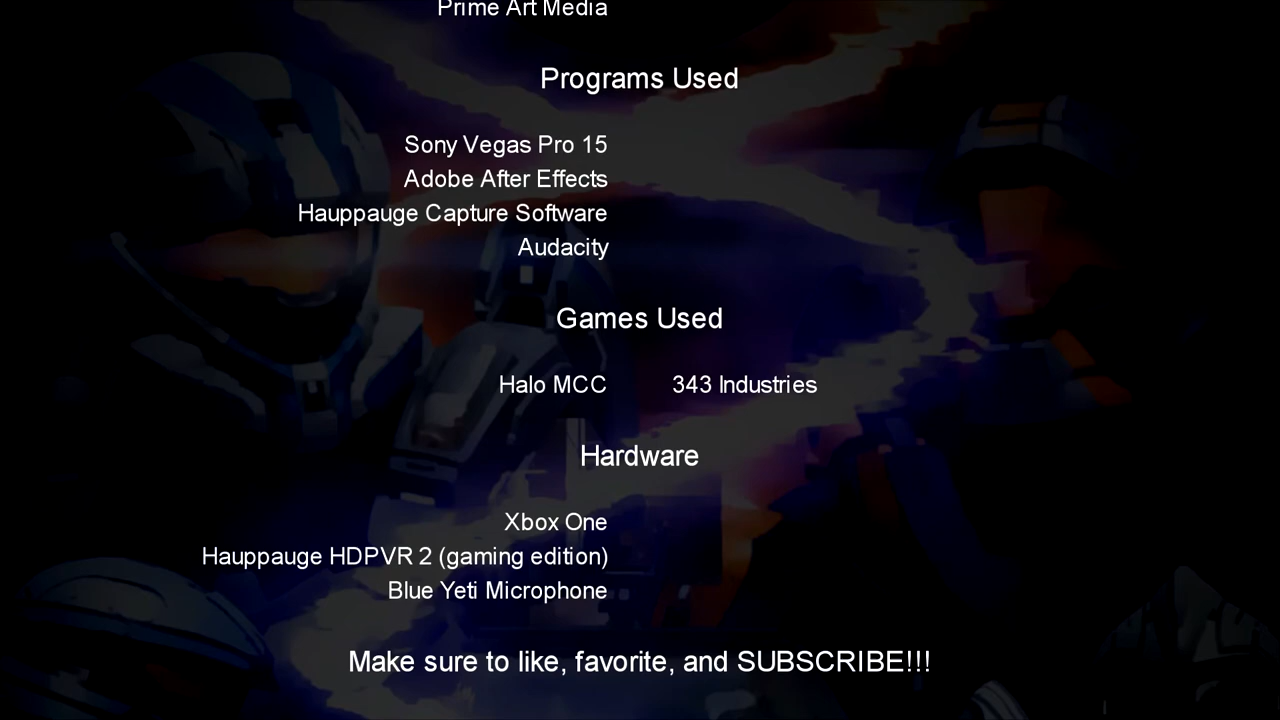 Prime Art Media
Programs Used
Sony Vegas Pro 15
Adobe After Effects
Hauppauge Capture Software
Audacity
Games Used
Halo MCC 343 Industries
Hardware
Xbox One
Hauppauge HDPVR 2 (gaming edition)
Blue Yeti Microphone
Make sure to like, favorite, and SUBSCRIBE!!!